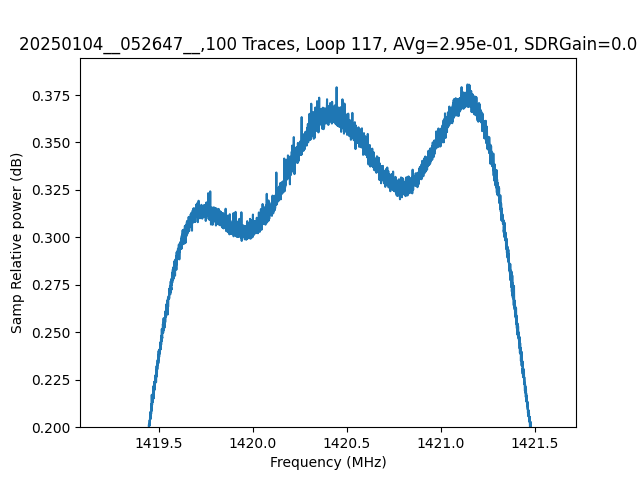 20250104__052647__,100 Traces, Loop 117, AVg=2.95e-01, SDRGain=0.0
Samp Relative power (dB)
0.375
0.350
0.325
0.300
0.275
0.250
0.225
0.200
1419.5 1420.0 1420.5 1421.0 1421.5
Frequency (MHz)